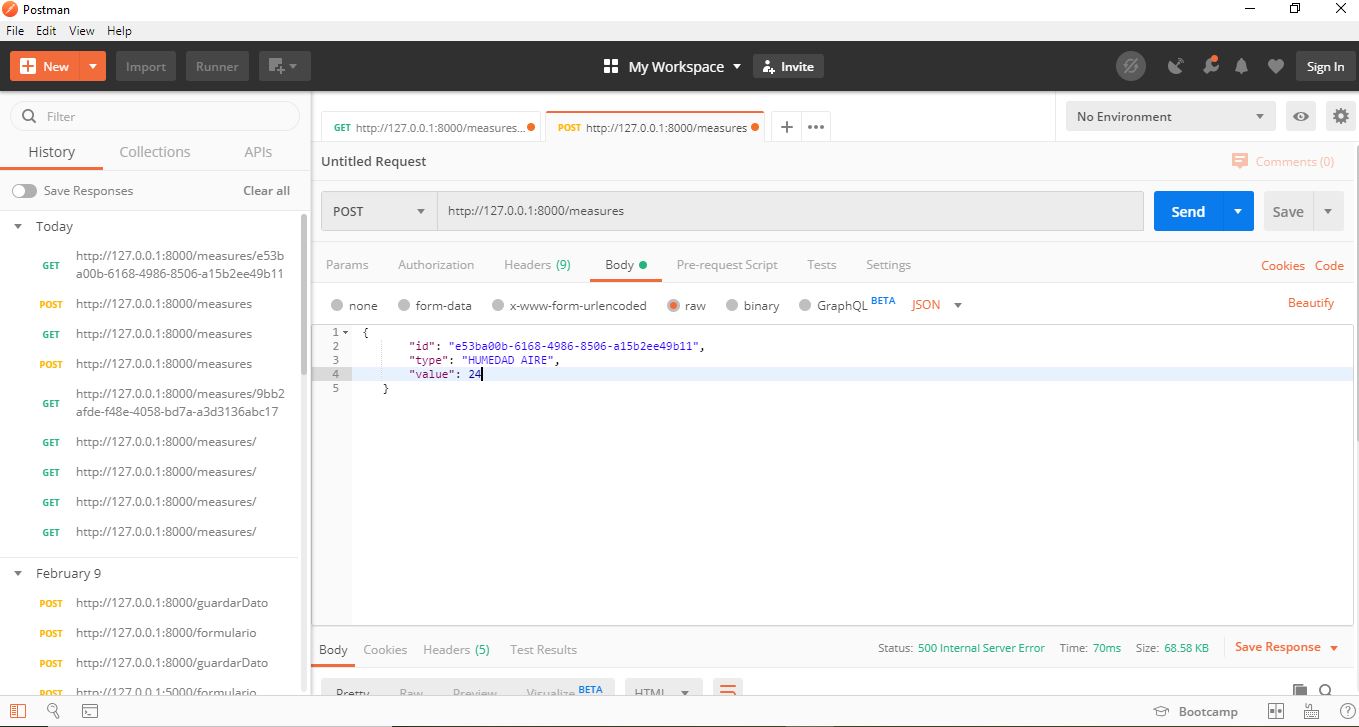 Postman
File Edit View Help
New Import Runner My Workspace Invite Sign In
Filter
History Collections APIs
Save Responses Clear all
Today
GET http://127.0.0.1:8000/measures/e53b
a00b-6168-4986-8506-a15b2ee49b11
POST http://127.0.0.1:8000/measures
GET http://127.0.0.1:8000/measures
POST http://127.0.0.1:8000/measures
GET http://127.0.0.1:8000/measures/9bb2
afde-f48e-4058-bd7a-a3d3136abc17
GET http://127.0.0.1:8000/measures/
GET http://127.0.0.1:8000/measures/
GET http://127.0.0.1:8000/measures/
GET http://127.0.0.1:8000/measures/
February 9
POST http://127.0.0.1:8000/guardarDato
POST http://127.0.0.1:8000/formulario
POST http://127.0.0.1:8000/guardarDato
POST http://127.0.0.1:5000/formulario
GET http://127.0.0.1:8000/measures... POST http://127.0.0.1:8000/measures No Environment
Untitled Request Comments (0)
POST http://127.0.0.1:8000/measures Send Save
Params Authorization Headers (9) Body Pre-request Script Tests Settings Cookies Code
none form-data x-www-form-urlencoded raw binary GraphQL BETA JSON Beautify
1 {
2 "id": "e53ba00b-6168-4986-8506-a15b2ee49b11",
3 "type": "HUMEDAD AIRE",
4 "value": 24
5 }
Body Cookies Headers (5) Test Results Status: 500 Internal Server Error Time: 70ms Size: 68.58 KB Save Response
Pretty Raw Preview Visualize BETA HTML
Bootcamp